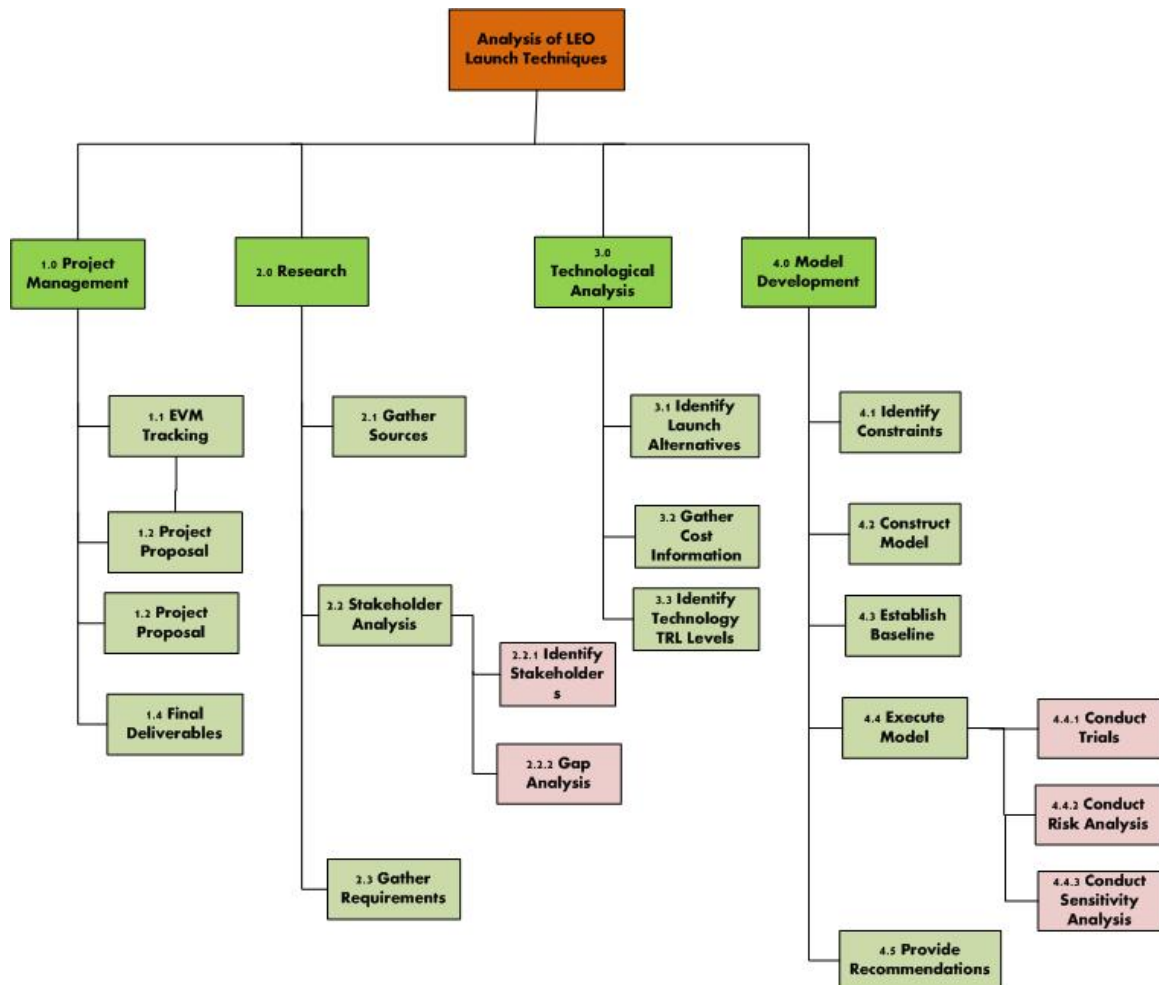 Analysis of LEO
Launch Techniques
1.0 Project
Management
2.0 Research
3.0
Technological
Analysis
4.0 Model
Development
1.1 EVM
Tracking
1.2 Project
Proposal
1.2 Project
Proposal
1.4 Final
Deliverables
2.1 Gather
Sources
2.2 Stakeholder
Analysis
2.2.1 Identify
Stakeholder
s
2.2.2 Gap
Analysis
2.3 Gather
Requirements
3.1 Identify
Launch
Alternatives
3.2 Gather
Cost
Information
3.3 Identify
Technology
TRL Levels
4.1 Identify
Constraints
4.2 Construct
Model
4.3 Establish
Baseline
4.4 Execute
Model
4.4.1 Conduct
Trials
4.4.2 Conduct
Risk Analysis
4.4.3 Conduct
Sensitivity
Analysis
4.5 Provide
Recommendations